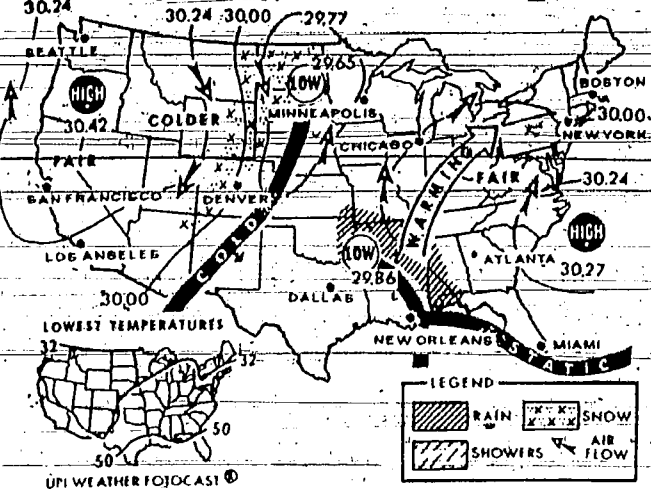 30.24 30.24 30.00 29.77
SEATTLE
29.65
HIGH
LOW
BOSTON
30.42
COLDER
MINNEAPOLIS
30.00
NEW YORK
CHICAGO
FAIR
WARMING
FAIR
30.24
SAN FRANCISCO
DENVER
COLD
HIGH
LOS ANGELES
LOW
ATLANTA
30.27
29.86
30.00
DALLAS
LOWEST TEMPERATURES
NEW ORLEANS
MIAMI
STATIC
32
32
50
50
LEGEND
RAIN
SNOW
SHOWERS
AIR
FLOW
UPI WEATHER FOTOCAST ®